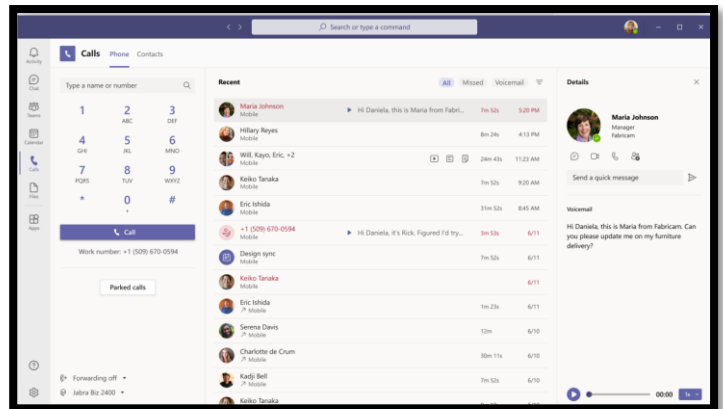 Search or type a command
Activity
Chat
Teams
Calendar
Calls
Files
Apps
Calls Phone Contacts
Type a name or number
1 2 3
ABC DEF
4 5 6
GHI JKL MNO
7 8 9
PQRS TUV WXYZ
* 0 #
+
Call
Work number: +1 (509) 670-0594
Parked calls
Forwarding off
Jabra Biz 2400
Recent All Missed Voicemail
Maria Johnson
Mobile
Hi Daniela, this is Maria from Fabri... 7m 52s 5:20 PM
Hillary Reyes
Mobile
8m 24s 4:13 PM
Will, Kayo, Eric, +2
Mobile
24m 43s 11:23 AM
Keiko Tanaka
Mobile
7m 52s 9:20 AM
Eric Ishida
Mobile
31m 52s 8:45 AM
+1 (509) 670-0594
Mobile
Hi Daniela, it's Rick. Figured I'd try... 3m 53s 6/11
Design sync
Mobile
7m 52s 6/11
Keiko Tanaka
Mobile
6/11
Eric Ishida
Mobile
1m 23s 6/11
Serena Davis
Mobile
12m 6/10
Charlotte de Crum
Mobile
30m 11s 6/10
Kadji Bell
Mobile
7m 52s 6/10
Keiko Tanaka
Details
Maria Johnson
Manager
Fabricam
Send a quick message
Voicemail
Hi Daniela, this is Maria from Fabricam. Can
you please update me on my furniture
delivery?
00:00 1x